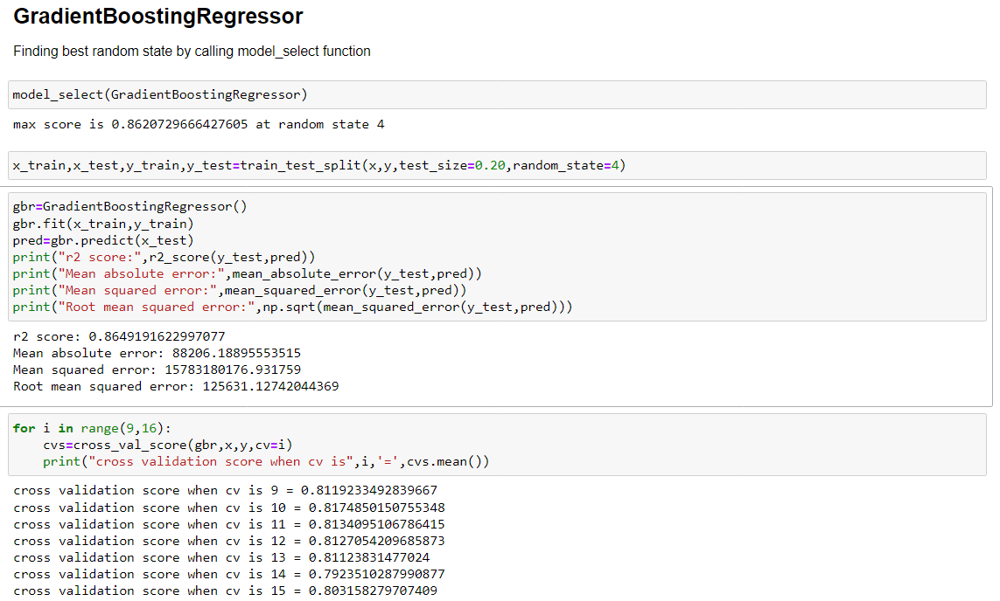 GradientBoostingRegressor
Finding best random state by calling model_select function
model_select(GradientBoostingRegressor)
max score is 0.8620729666427605 at random state 4
x_train,x_test,y_train,y_test=train_test_split(x,y,test_size=0.20,random_state=4)
gbr=GradientBoostingRegressor()
gbr.fit(x_train,y_train)
pred=gbr.predict(x_test)
print("r2 score:",r2_score(y_test,pred))
print("Mean absolute error:",mean_absolute_error(y_test,pred))
print("Mean squared error:",mean_squared_error(y_test,pred))
print("Root mean squared error:",np.sqrt(mean_squared_error(y_test,pred)))
r2 score: 0.8649191622997077
Mean absolute error: 88206.18895553515
Mean squared error: 15783180176.931759
Root mean squared error: 125631.12742044369
for i in range(9,16):
    cvs=cross_val_score(gbr,x,y,cv=i)
    print("cross validation score when cv is",i,'=',cvs.mean())
cross validation score when cv is 9 = 0.8119233492839667
cross validation score when cv is 10 = 0.8174850150755348
cross validation score when cv is 11 = 0.8134095106786415
cross validation score when cv is 12 = 0.8127054209685873
cross validation score when cv is 13 = 0.81123831477024
cross validation score when cv is 14 = 0.7923510287990877
cross validation score when cv is 15 = 0.803158279707409